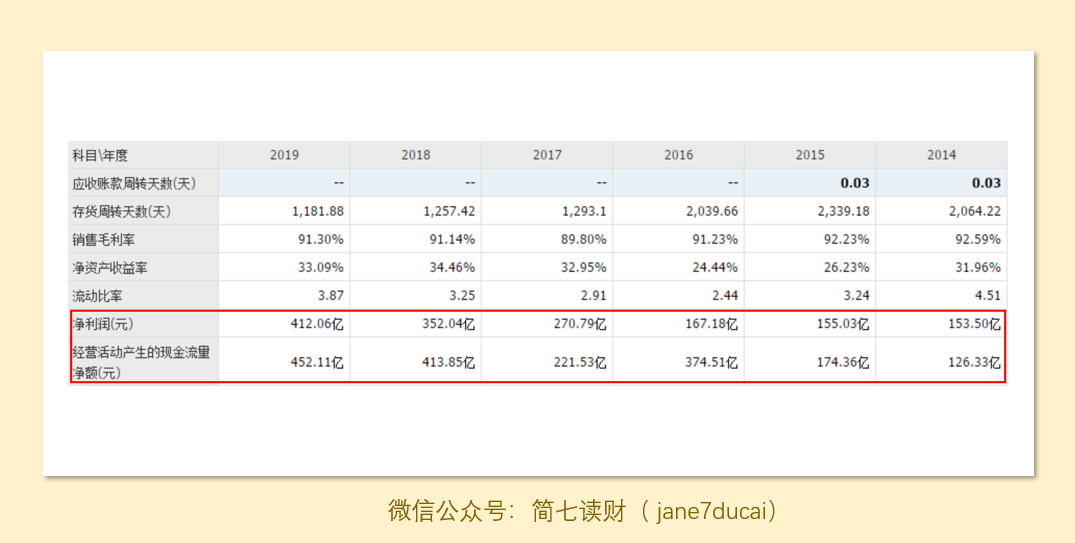 科目\年度 2019 2018 2017 2016 2015 2014
应收账款周转天数(天) -- -- -- -- 0.03 0.03
存货周转天数(天) 1,181.88 1,257.42 1,293.1 2,039.66 2,339.18 2,064.22
销售毛利率 91.30% 91.14% 89.80% 91.23% 92.23% 92.59%
净资产收益率 33.09% 34.46% 32.95% 24.44% 26.23% 31.96%
流动比率 3.87 3.25 2.91 2.44 3.24 4.51
净利润(元) 412.06亿 352.04亿 270.79亿 167.18亿 155.03亿 153.50亿
经营活动产生的现金流量
净额(元) 452.11亿 413.85亿 221.53亿 374.51亿 174.36亿 126.33亿
微信公众号：简七读财（jane7ducai）